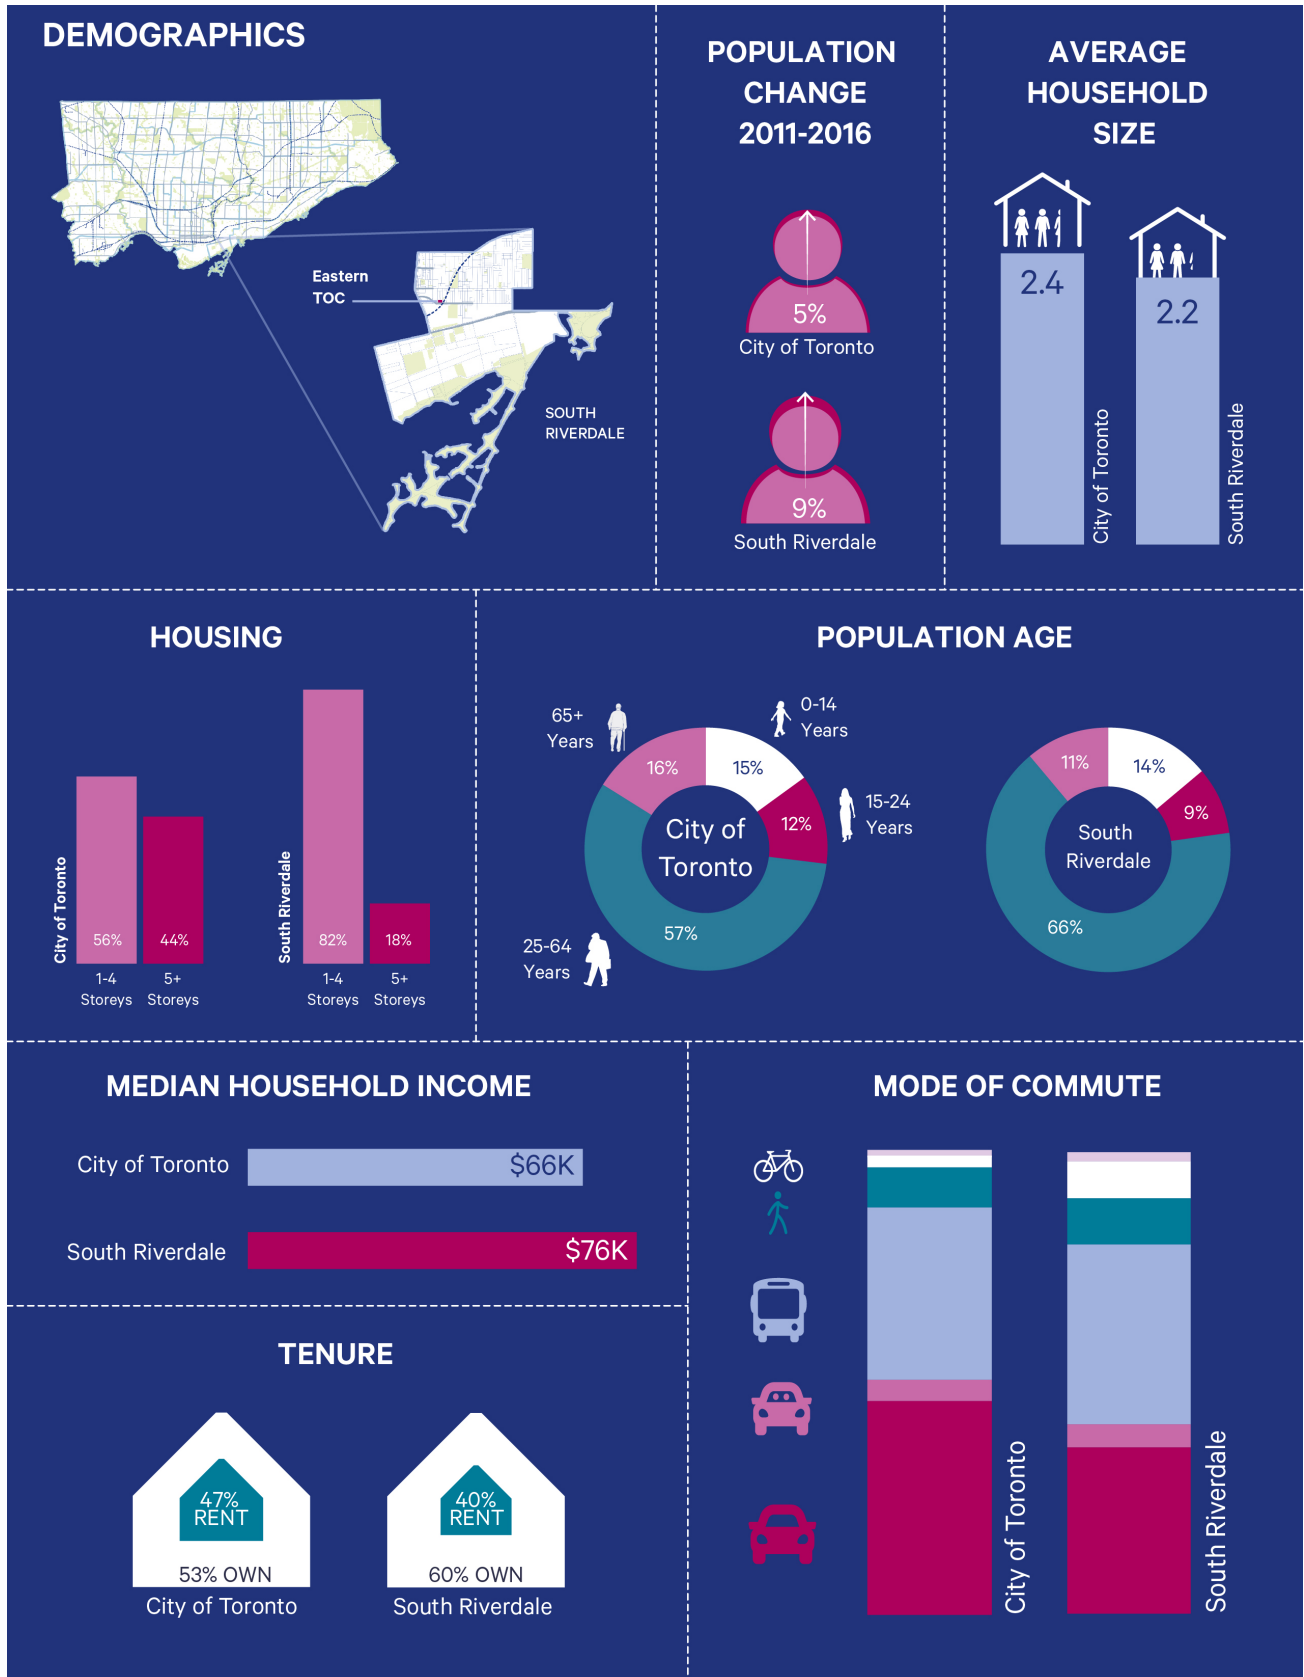 DEMOGRAPHICS
Eastern
TOC
SOUTH
RIVERDALE
POPULATION
CHANGE
2011-2016
5%
City of Toronto
9%
South Riverdale
AVERAGE
HOUSEHOLD
SIZE
2.4
City of Toronto
2.2
South Riverdale
HOUSING
City of Toronto
56%
44%
1-4
Storeys
5+
Storeys
South Riverdale
82%
18%
1-4
Storeys
5+
Storeys
POPULATION AGE
65+
Years
0-14
Years
15-24
Years
25-64
Years
16%
15%
12%
57%
City of
Toronto
11%
14%
9%
66%
South
Riverdale
MEDIAN HOUSEHOLD INCOME
City of Toronto
$66K
South Riverdale
$76K
TENURE
47%
RENT
53% OWN
City of Toronto
40%
RENT
60% OWN
South Riverdale
MODE OF COMMUTE
City of Toronto
South Riverdale